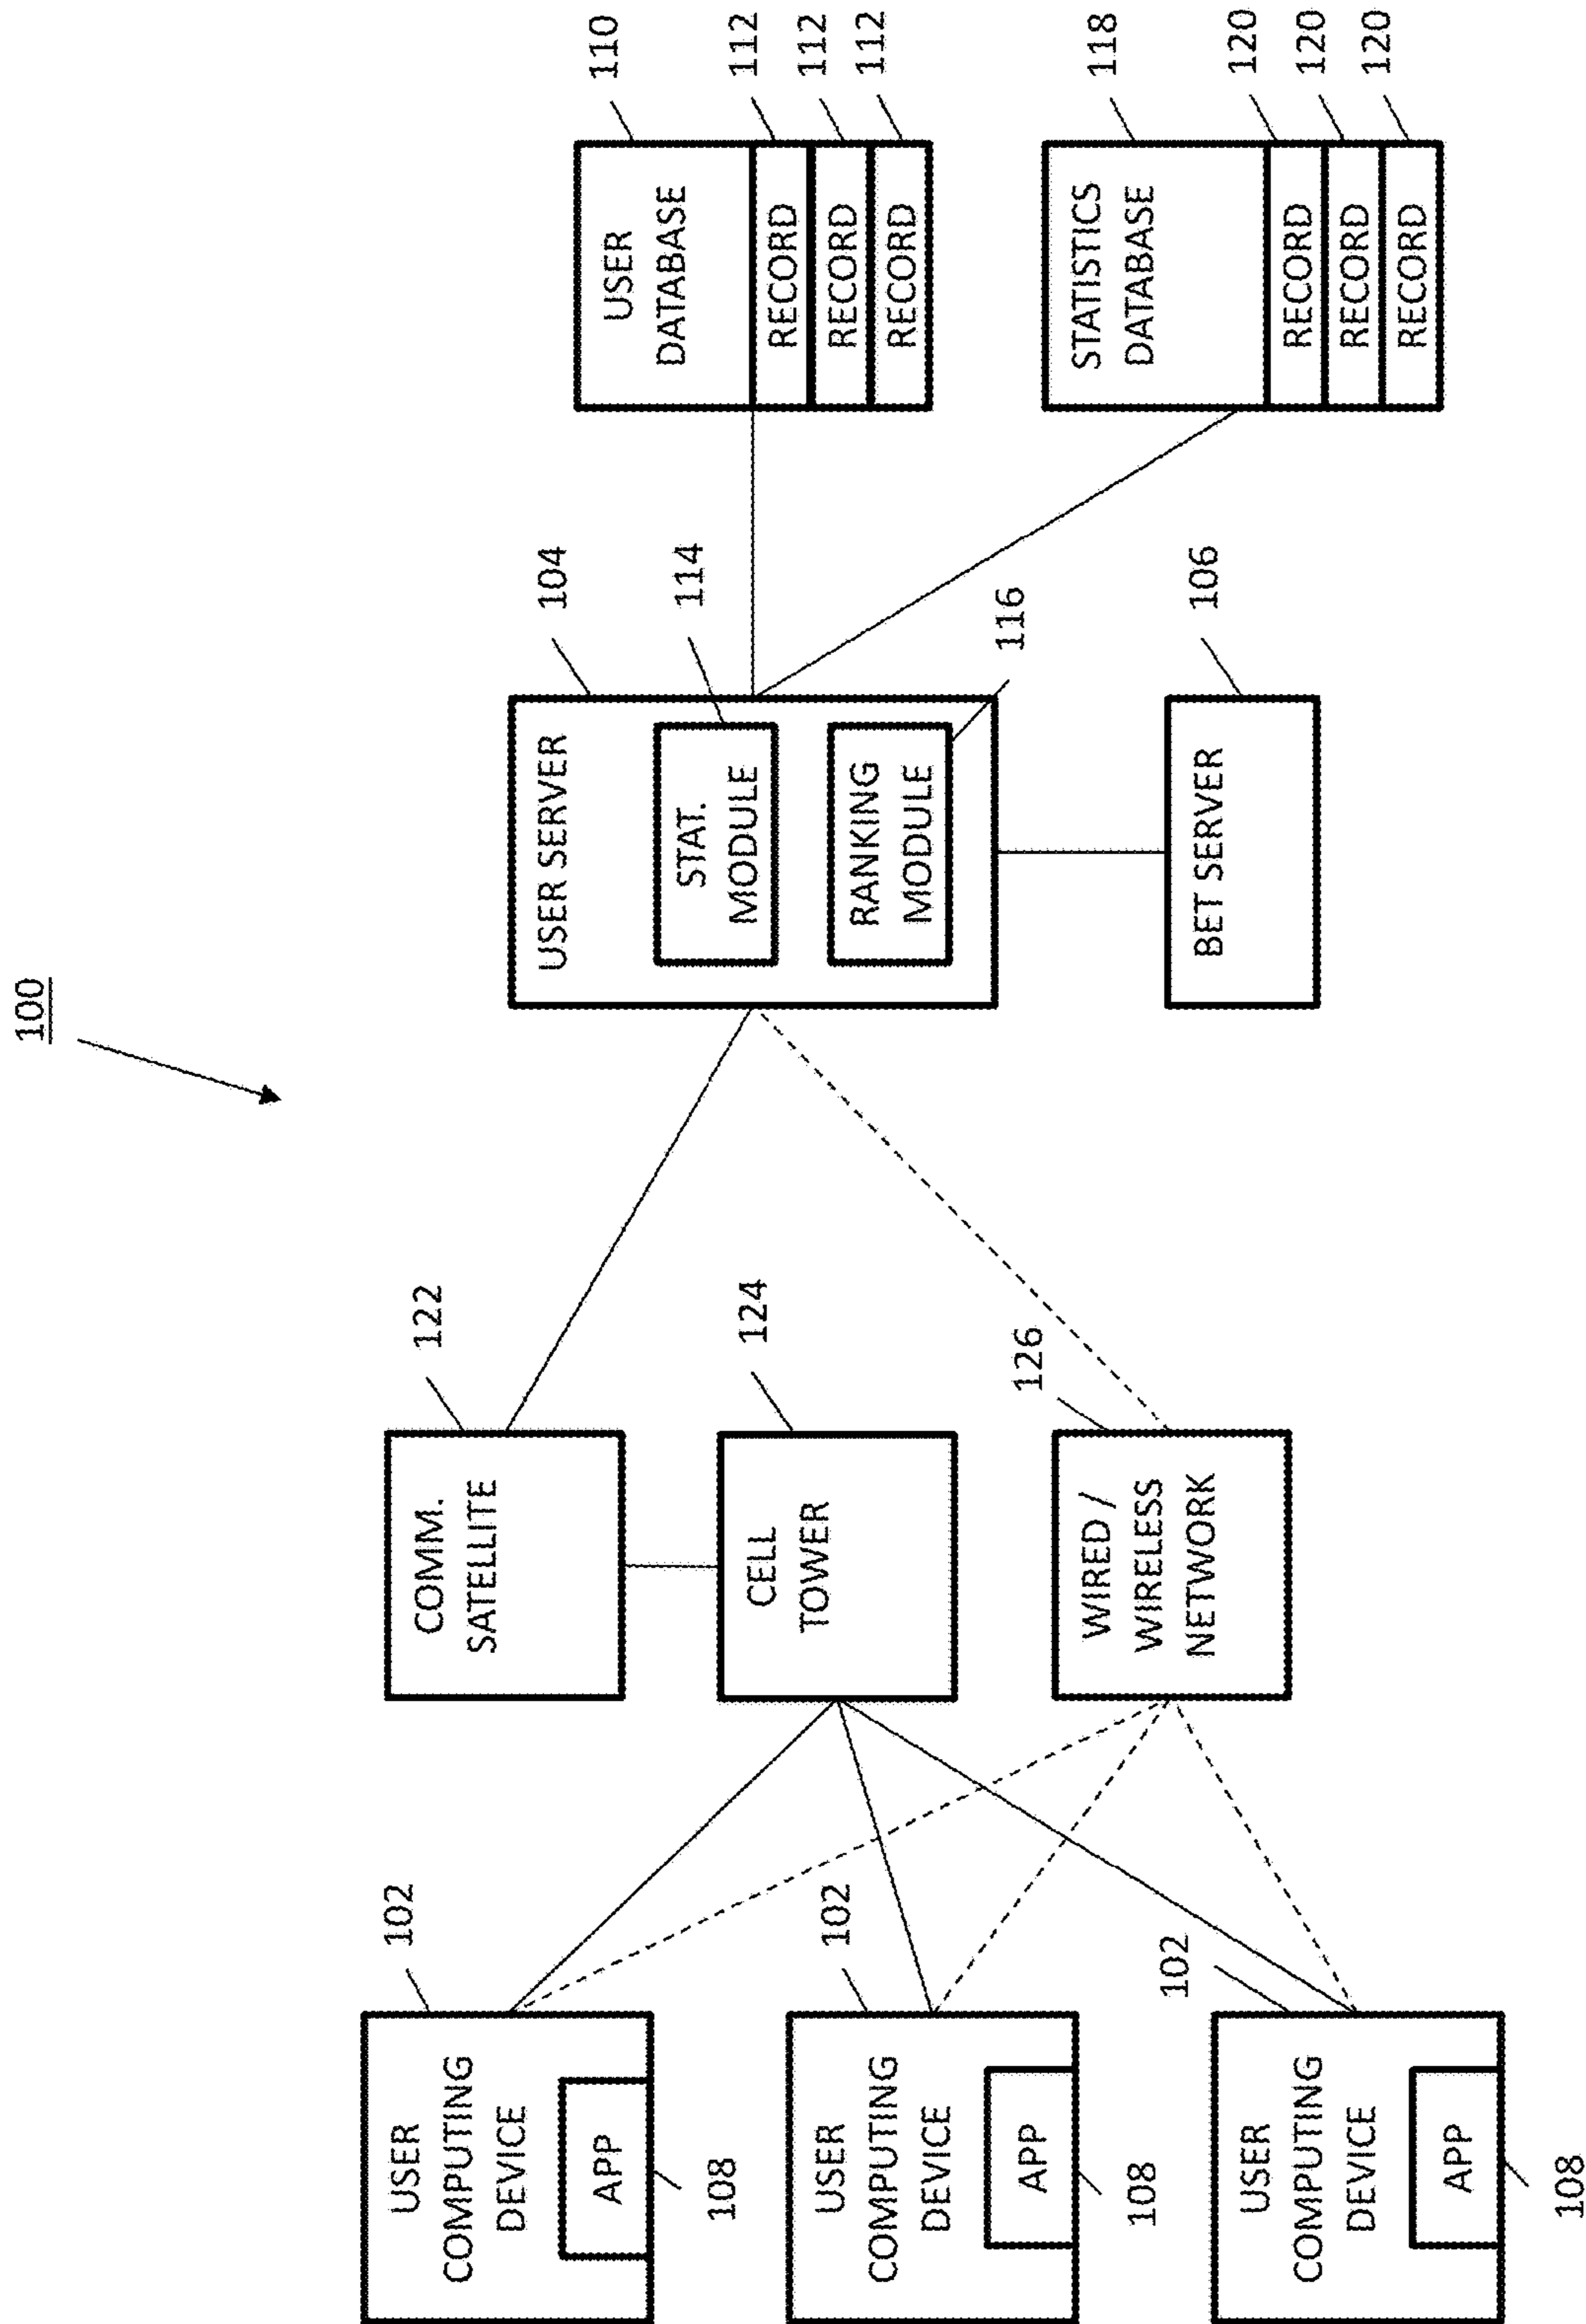 100
USER
COMPUTING
DEVICE
APP
102
108
USER
COMPUTING
DEVICE
APP
102
108
USER
COMPUTING
DEVICE
APP
102
108
COMM.
SATELLITE
122
CELL
TOWER
124
WIRED /
WIRELESS
NETWORK
126
USER SERVER
104
STAT.
MODULE
114
RANKING
MODULE
116
BET SERVER
106
USER
DATABASE
110
RECORD
112
RECORD
112
RECORD
112
STATISTICS
DATABASE
118
RECORD
120
RECORD
120
RECORD
120